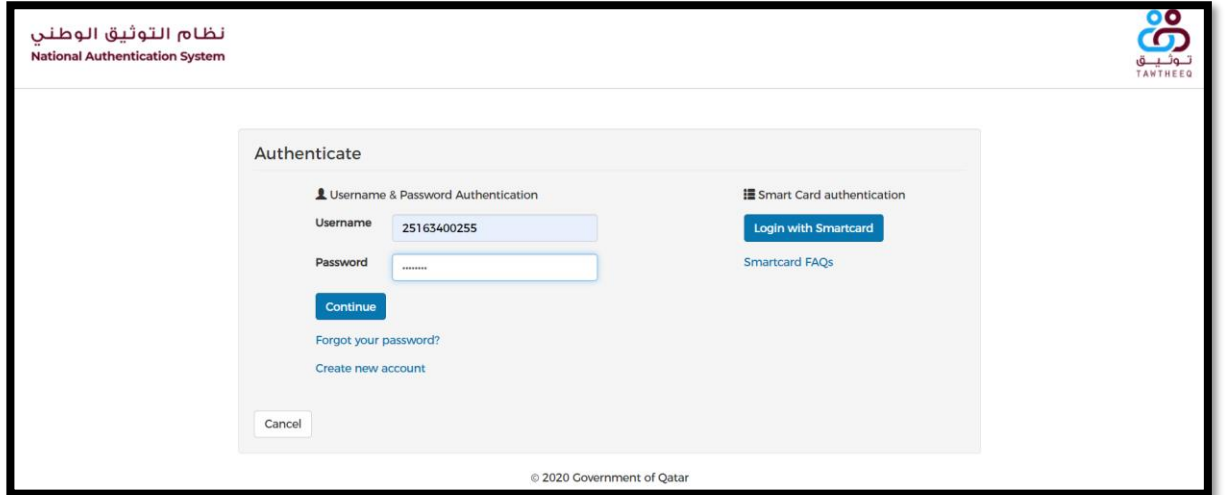 نظام التوثيق الوطني
National Authentication System
تـوثـيـق
TAWTHEEQ
Authenticate
Username & Password Authentication
Username 25163400255
Password ........
Continue
Forgot your password?
Create new account
Smart Card authentication
Login with Smartcard
Smartcard FAQs
Cancel
© 2020 Government of Qatar